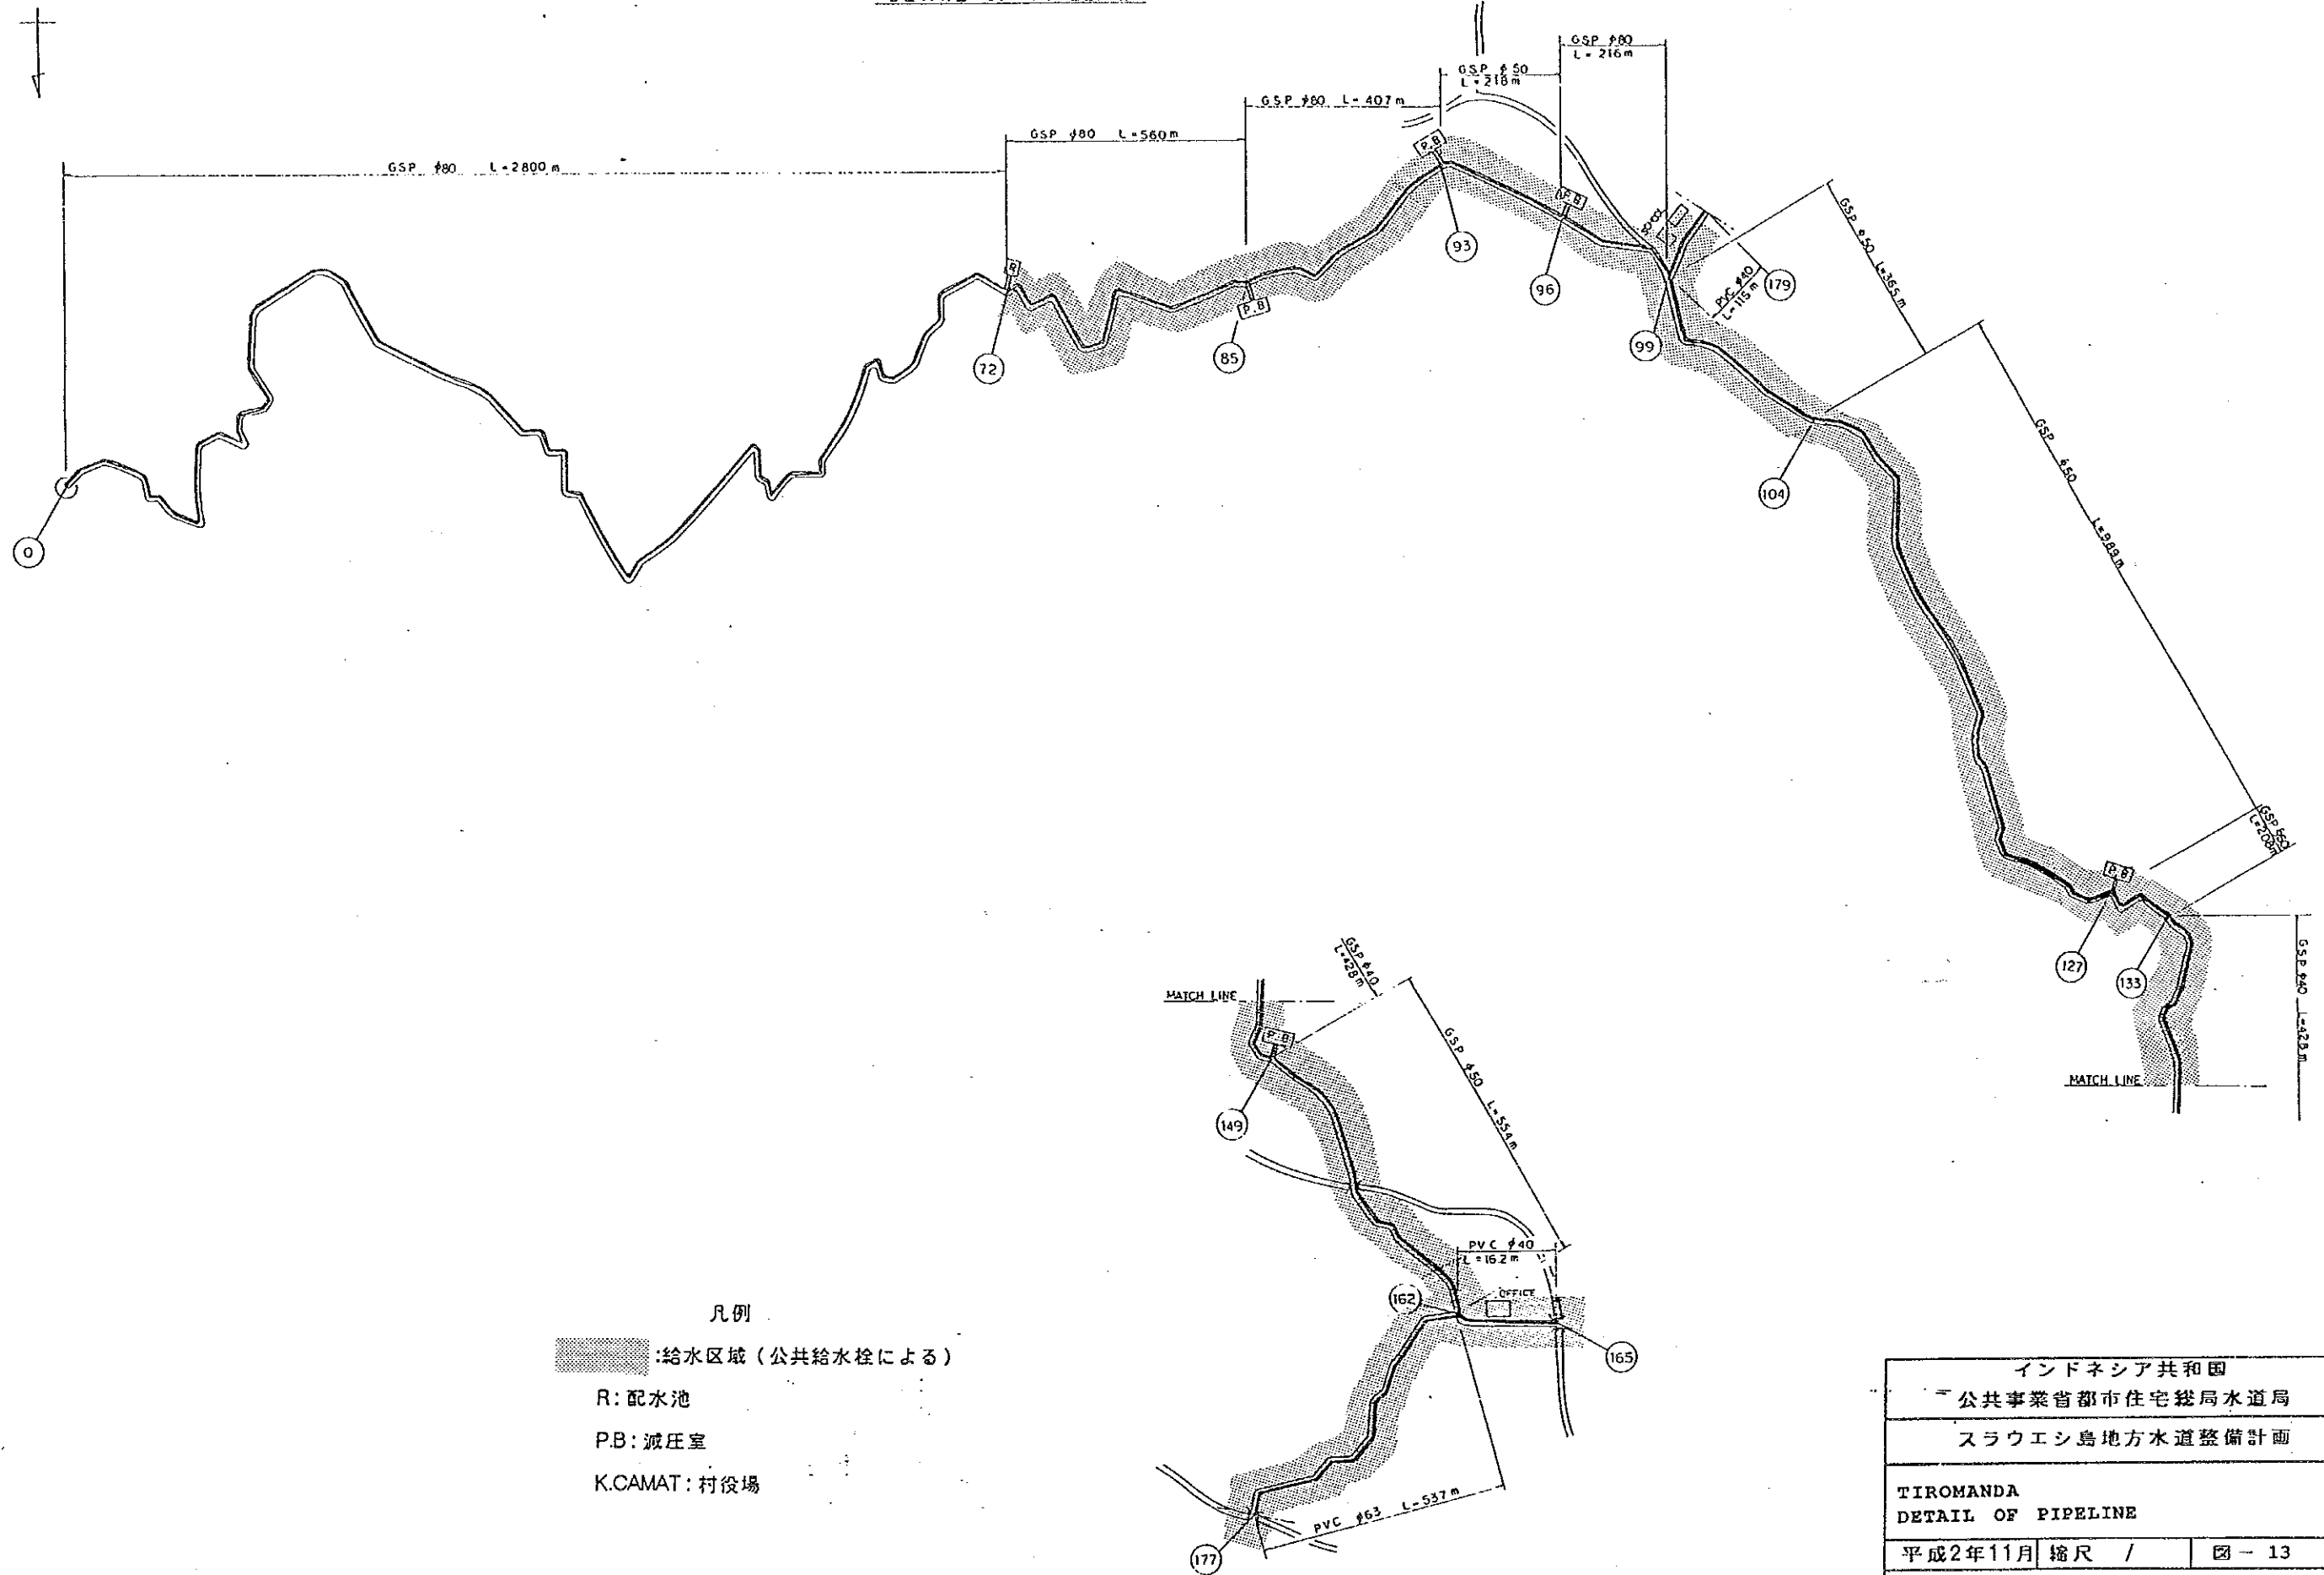 GSP φ80 L=2800m
GSP φ80 L=560m
GSP φ80 L=407m
GSP φ50
L=218m
GSP φ80
L=216m
R
P.B
P.B
P.B
0
72
85
93
96
99
179
PVC φ40
L=115m
GSP φ50 L=365m
104
GSP φ50 L=989m
L=208m
P.B
127
133
GSP φ40 L=428m
MATCH LINE
MATCH LINE
GSP φ40
L=428m
P.B
149
GSP φ50 L=554m
PVC φ40
L=16.2m
OFFICE
162
165
PVC φ63 L=537m
177
凡例
:給水区域（公共給水栓による）
R: 配水池
P.B: 減圧室
K.CAMAT: 村役場
インドネシア共和国
公共事業省都市住宅総局水道局
スラウエシ島地方水道整備計画
TIROMANDA
DETAIL OF PIPELINE
平成2年11月 縮尺 / 図－13